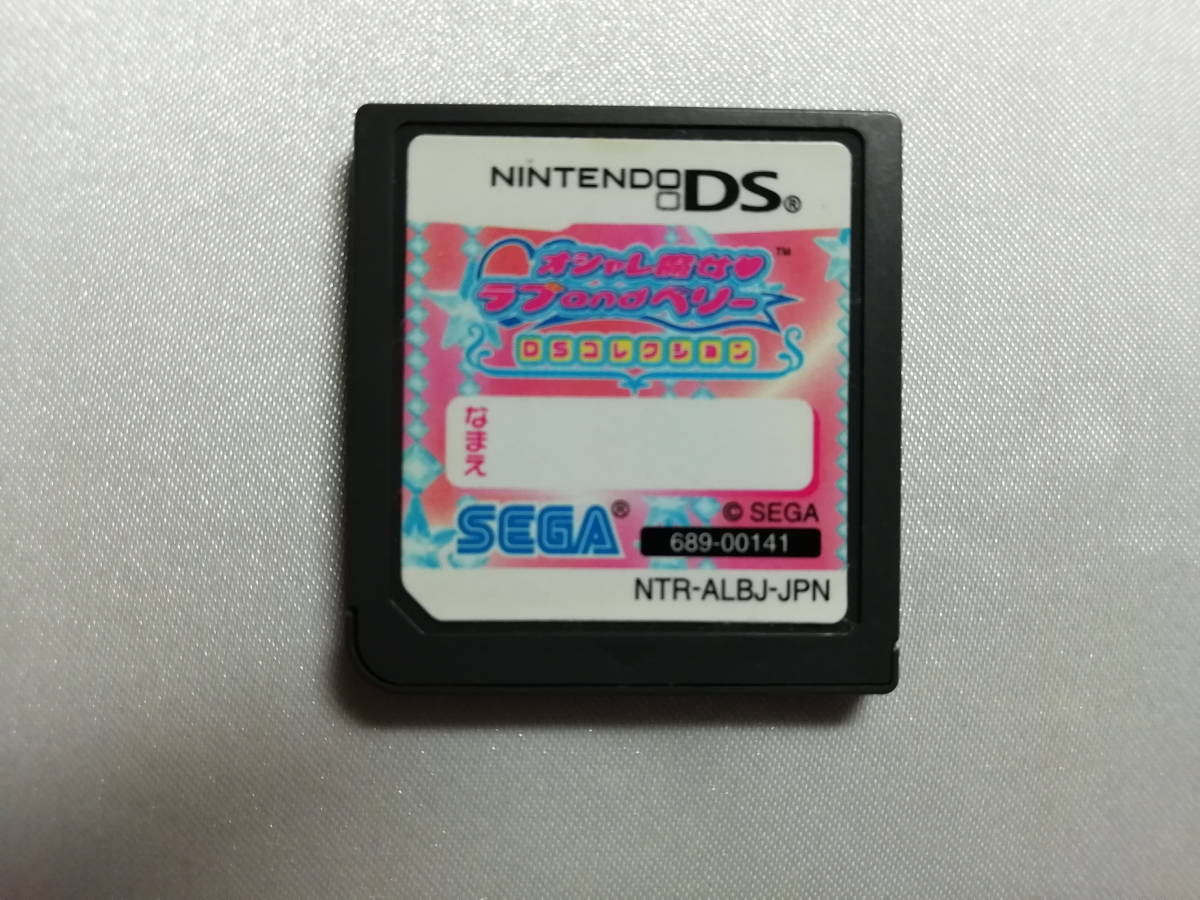 NINTENDO DS®
オシャレ魔女♥™
ラブandベリー
DSコレクション
なまえ
SEGA®
© SEGA
689-00141
NTR-ALBJ-JPN